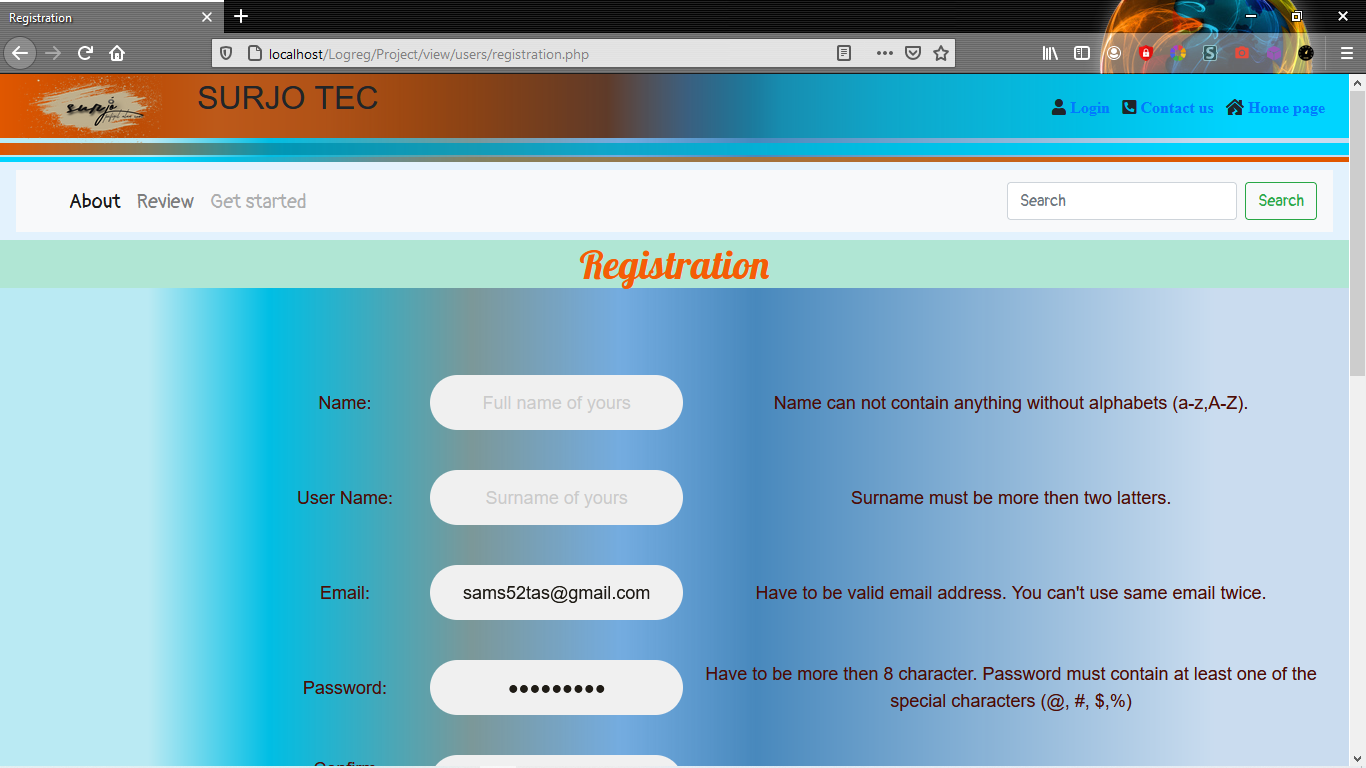 Registration
localhost/Logreg/Project/view/users/registration.php
surjo
SURJO TEC
Login
Contact us
Home page
About
Review
Get started
Search
Search
Registration
Name:
Full name of yours
Name can not contain anything without alphabets (a-z,A-Z).
User Name:
Surname of yours
Surname must be more then two latters.
Email:
sams52tas@gmail.com
Have to be valid email address. You can't use same email twice.
Password:
Have to be more then 8 character. Password must contain at least one of the
special characters (@, #, $,%)